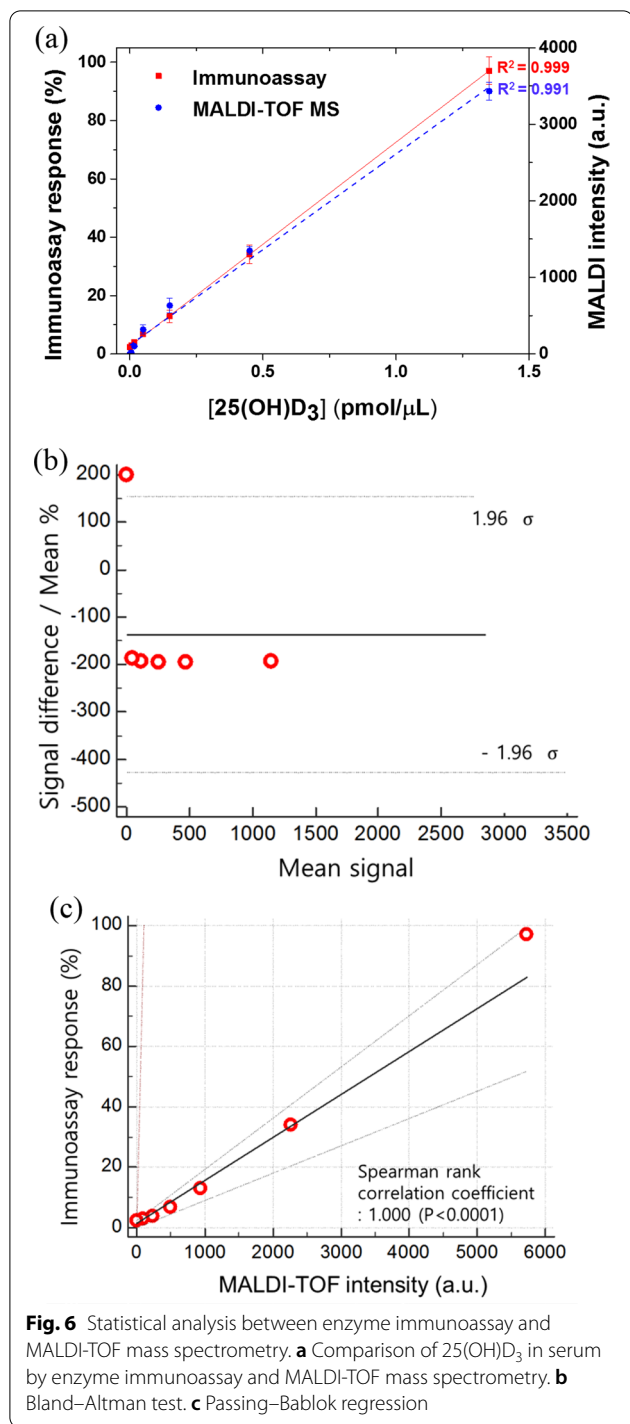 (a)
100
80
60
40
20
0
Immunoasay response (%)
Immunoassay
MALDI-TOF MS
R² = 0.999
R² = 0.991
4000
3000
2000
1000
0
MALDI intensity (a.u.)
0.0 0.5 1.0 1.5
[25(OH)D₃] (pmol/µL)
(b)
200
100
0
-100
-200
-300
-400
-500
Signal difference / Mean %
1.96 σ
- 1.96 σ
0 500 1000 1500 2000 2500 3000 3500
Mean signal
(c)
100
80
60
40
20
0
Immunoassay response (%)
Spearman rank
correlation coefficient
: 1.000 (P<0.0001)
0 1000 2000 3000 4000 5000 6000
MALDI-TOF intensity (a.u.)
Fig. 6 Statistical analysis between enzyme immunoassay and
MALDI-TOF mass spectrometry. a Comparison of 25(OH)D₃ in serum
by enzyme immunoassay and MALDI-TOF mass spectrometry. b
Bland–Altman test. c Passing–Bablok regression